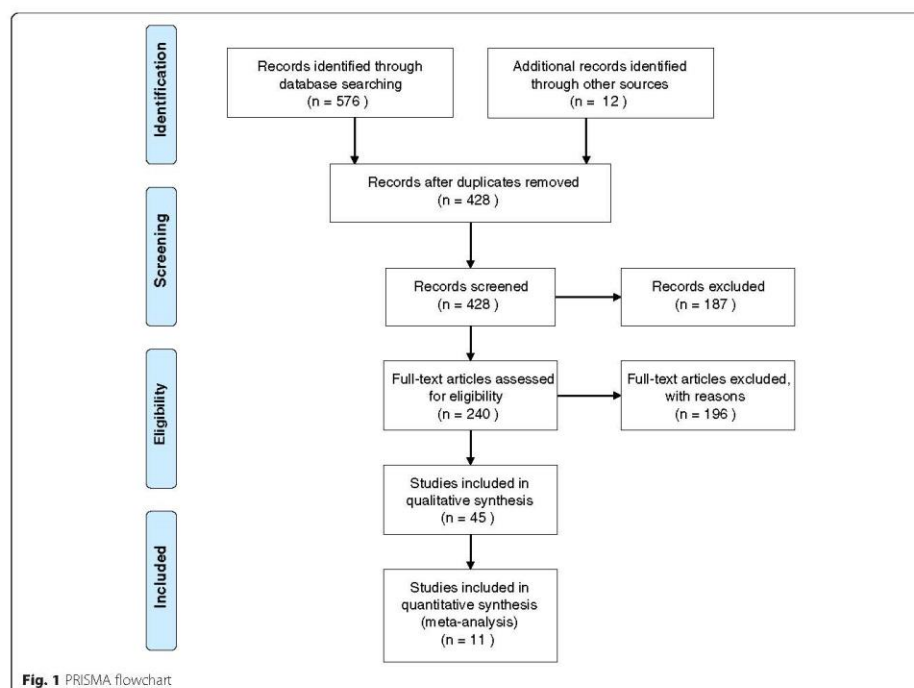 Identification
Records identified through
database searching
(n = 576 )
Additional records identified
through other sources
(n = 12 )
Records after duplicates removed
(n = 428 )
Screening
Records screened
(n = 428 )
Records excluded
(n = 187 )
Eligibility
Full-text articles assessed
for eligibility
(n = 240 )
Full-text articles excluded,
with reasons
(n = 196 )
Studies included in
qualitative synthesis
(n = 45 )
Included
Studies included in
quantitative synthesis
(meta-analysis)
(n = 11 )
Fig. 1 PRISMA flowchart